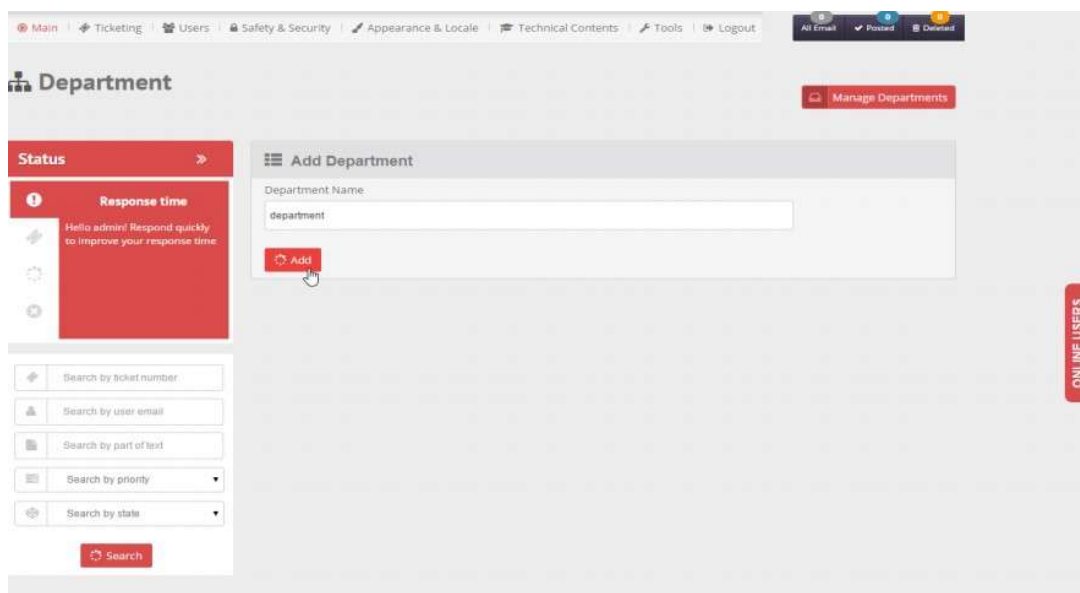 Main Ticketing Users Safety & Security Appearance & Locale Technical Contents Tools Logout
0 0 0
All Email Posted Deleted
Department
Manage Departments
Status
Response time
Hello admin! Respond quickly
to improve your response time
Add Department
Department Name
department
Add
ONLINE USERS
Search by ticket number
Search by user email
Search by part of text
Search by priority
Search by state
Search